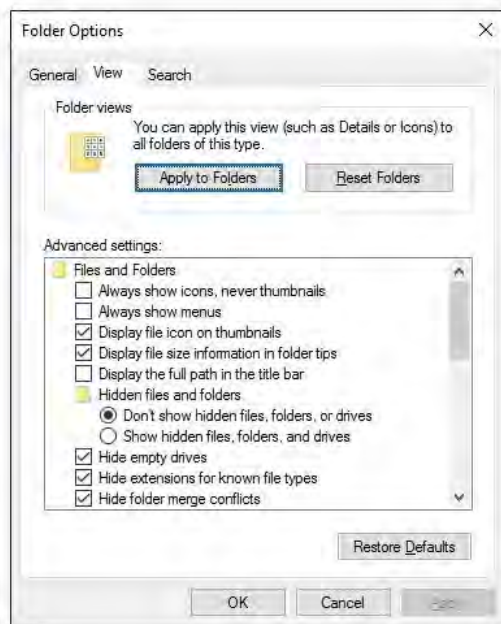 Folder Options
General View Search
Folder views
You can apply this view (such as Details or Icons) to
all folders of this type.
Apply to Folders Reset Folders
Advanced settings:
Files and Folders
Always show icons, never thumbnails
Always show menus
Display file icon on thumbnails
Display file size information in folder tips
Display the full path in the title bar
Hidden files and folders
Don't show hidden files, folders, or drives
Show hidden files, folders, and drives
Hide empty drives
Hide extensions for known file types
Hide folder merge conflicts
Restore Defaults
OK Cancel